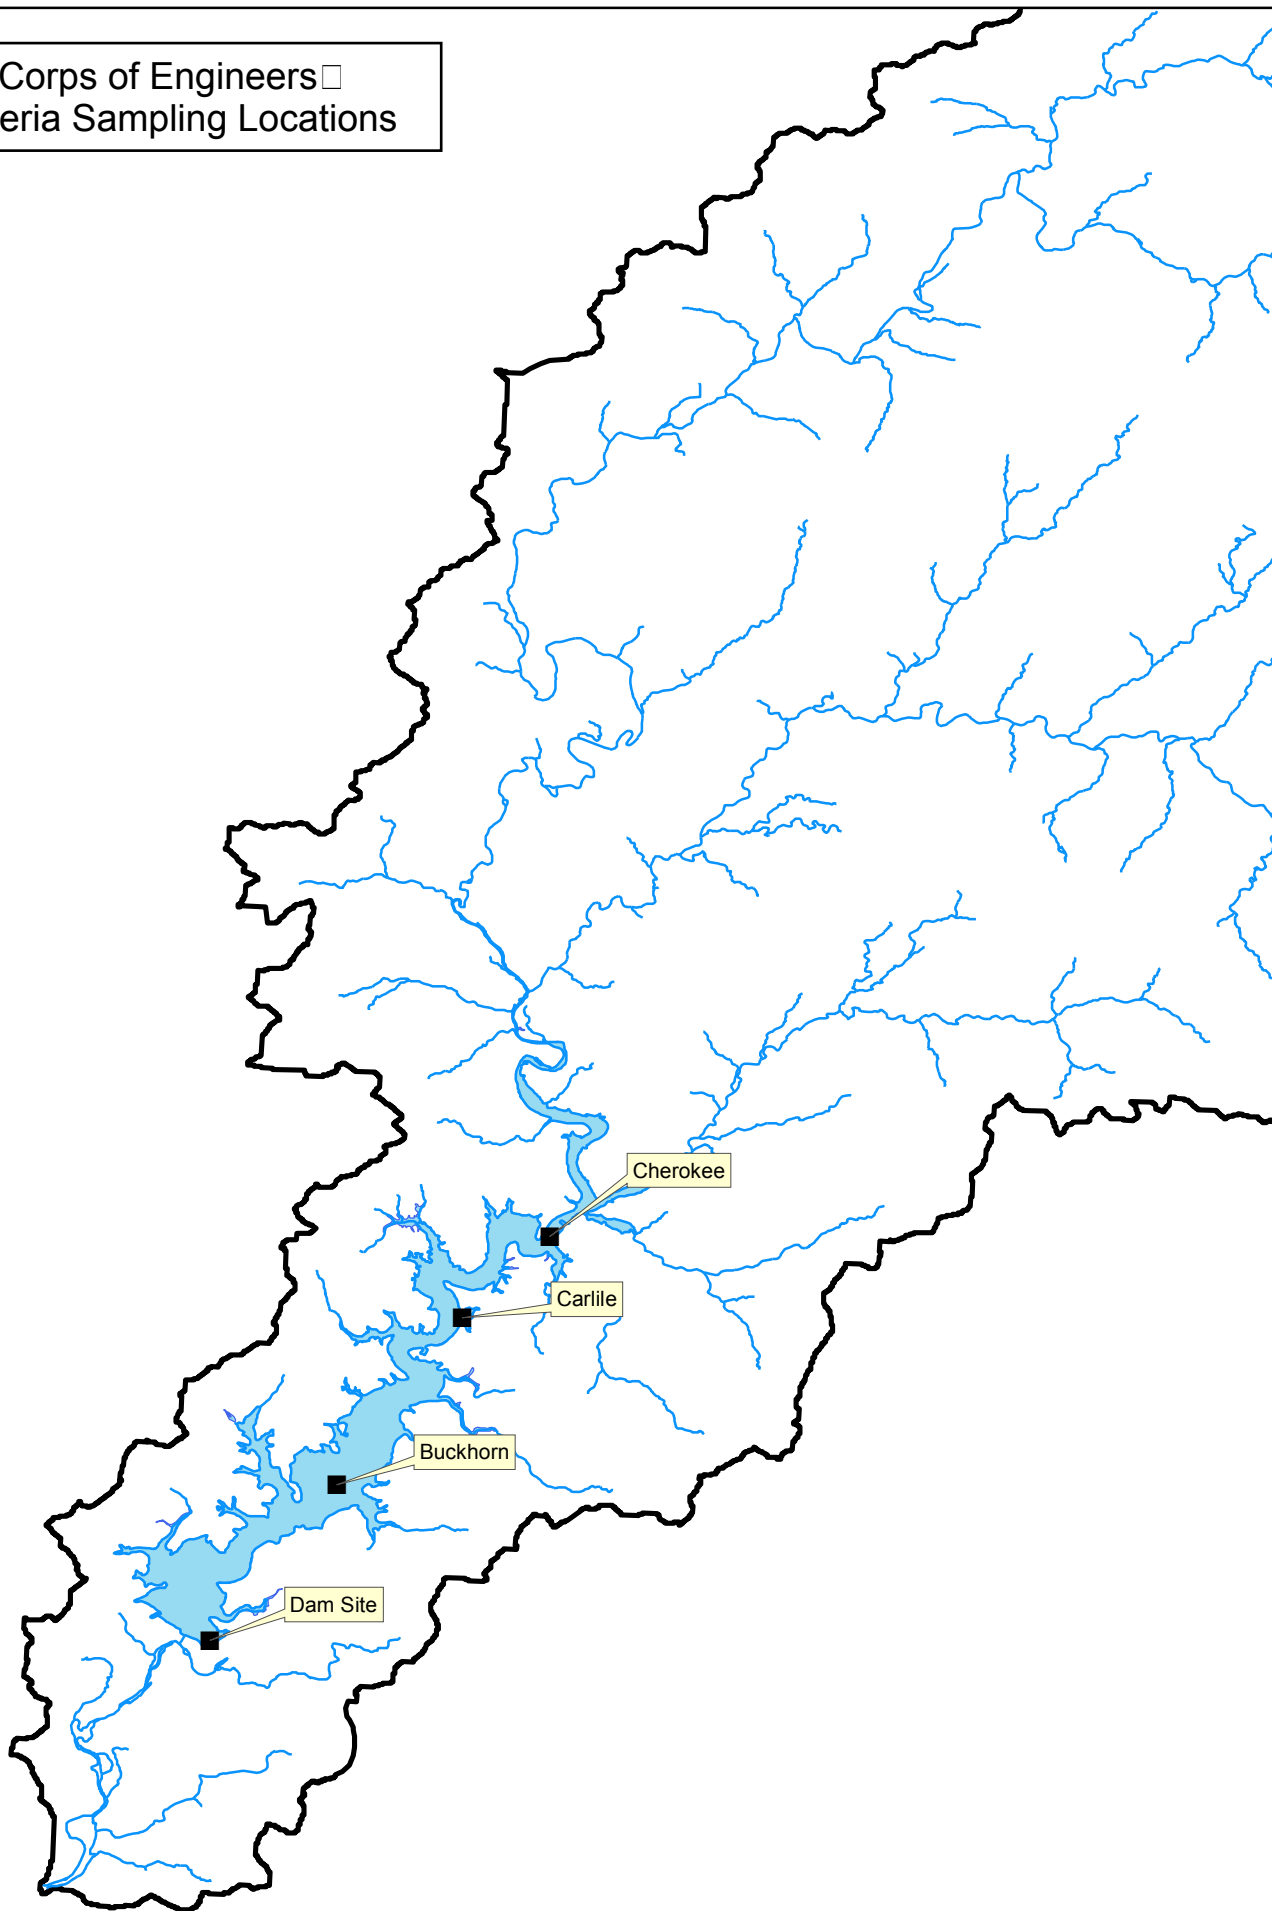 Corps of Engineers□
eria Sampling Locations
Cherokee
Carlile
Buckhorn
Dam Site